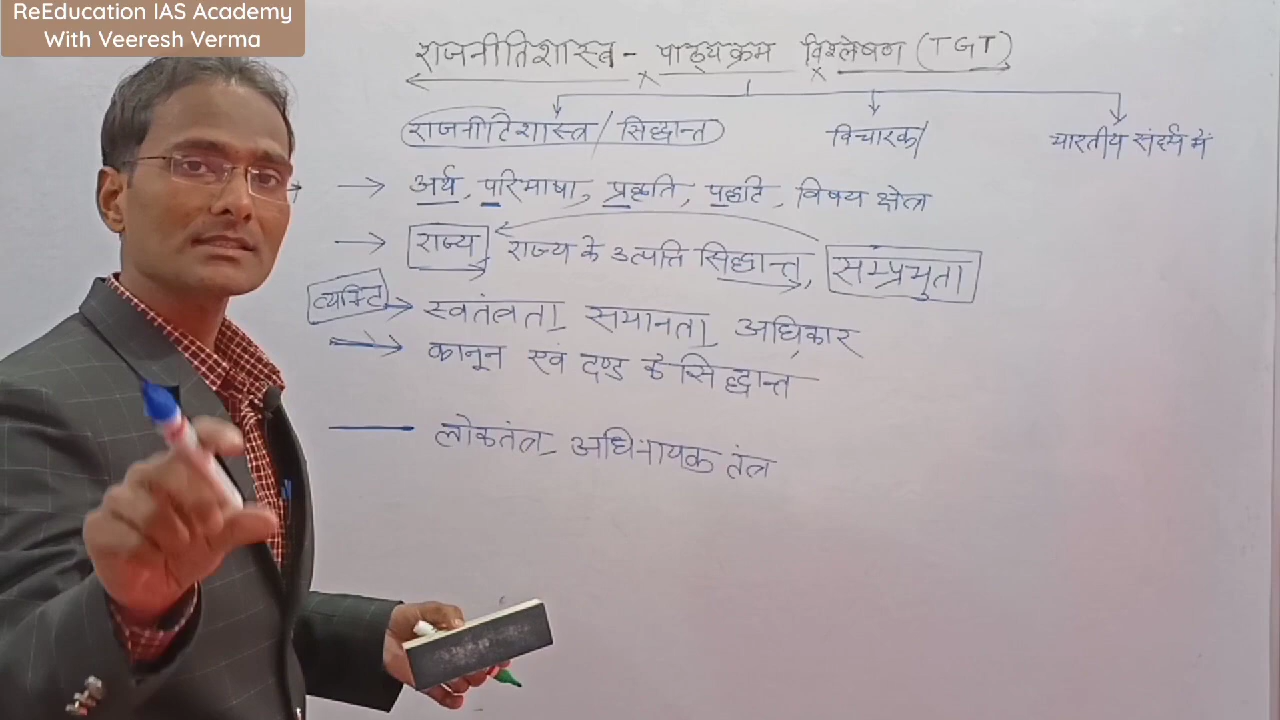 ReEducation IAS Academy
With Veeresh Verma
राजनीतिशास्त्र - पाठ्यक्रम विश्लेषण (TGT)
राजनीतिशास्त्र / सिद्धान्त विचारक भारतीय संदर्भ में
→ अर्थ, परिभाषा, प्रकृति, पद्धति, विषय क्षेत्र
→ राज्य, राज्य के उत्पत्ति सिद्धान्त, सम्प्रभुता
व्यक्ति → स्वतंत्रता, समानता, अधिकार
→ कानून एवं दण्ड के सिद्धान्त
— लोकतंत्र, अधिनायक तंत्र